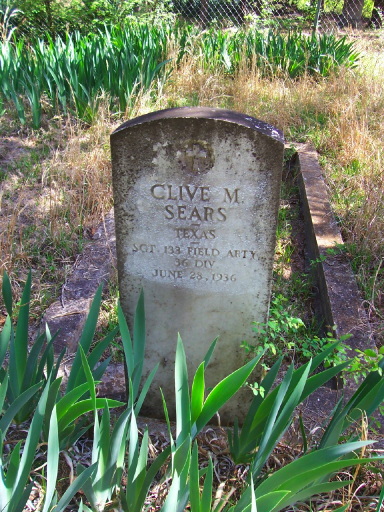 CLIVE M.
SEARS
TEXAS
SGT. 133 FIELD ARTY.
36 DIV.
JUNE 28, 1936